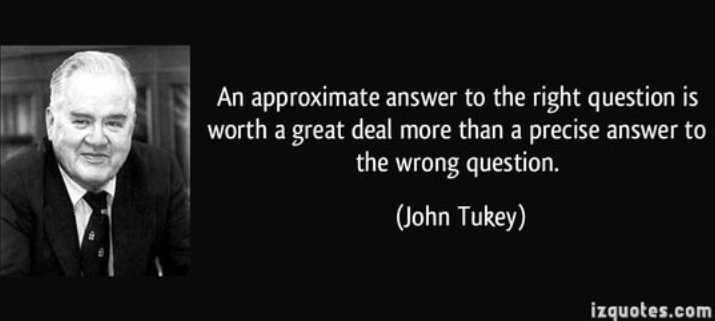 An approximate answer to the right question is
worth a great deal more than a precise answer to
the wrong question.
(John Tukey)
izquotes.com